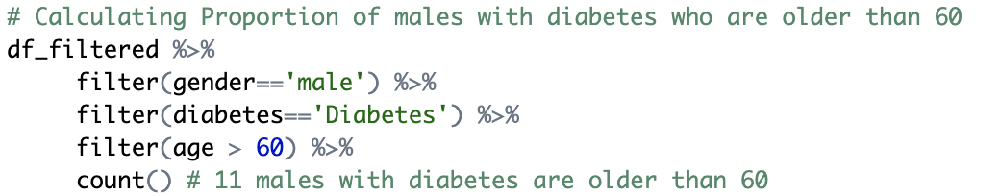 # Calculating Proportion of males with diabetes who are older than 60
df_filtered %>%
     filter(gender=='male') %>%
     filter(diabetes=='Diabetes') %>%
     filter(age > 60) %>%
     count() # 11 males with diabetes are older than 60